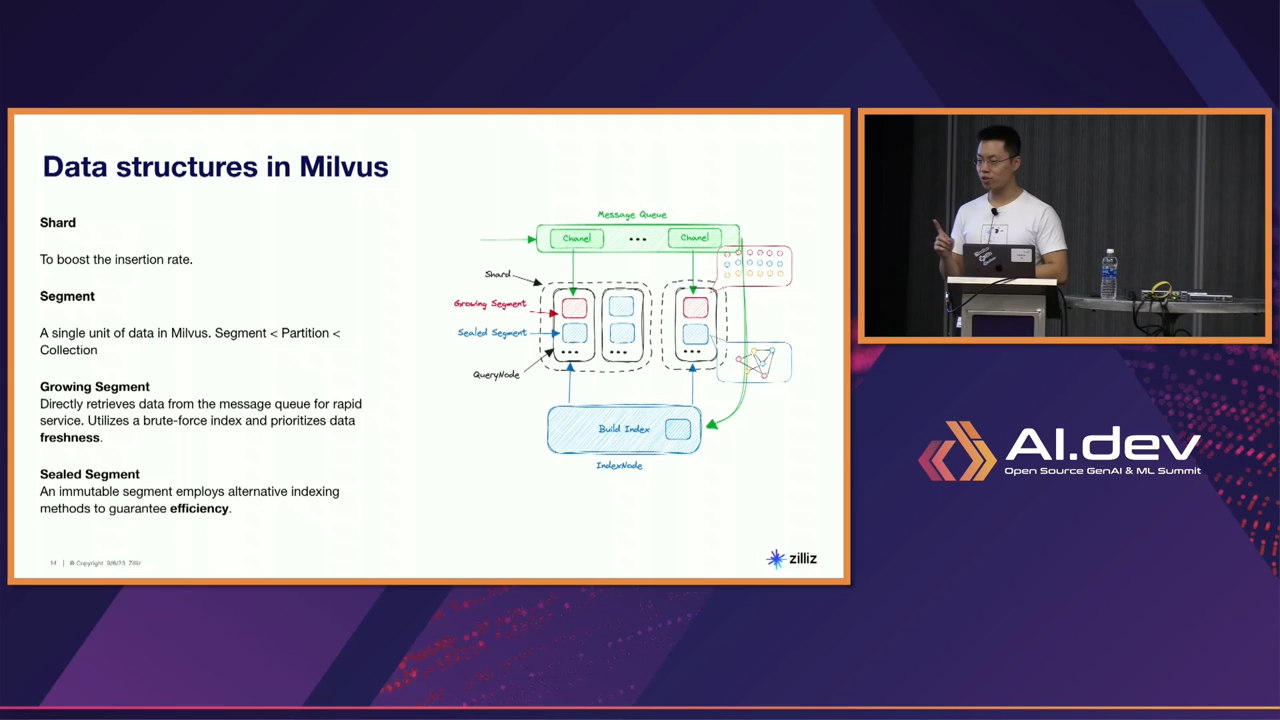 Data structures in Milvus
Shard
To boost the insertion rate.
Segment
A single unit of data in Milvus. Segment < Partition <
Collection
Growing Segment
Directly retrieves data from the message queue for rapid
service. Utilizes a brute-force index and prioritizes data
freshness.
Sealed Segment
An immutable segment employs alternative indexing
methods to guarantee efficiency.
Message Queue
Chanel
Chanel
Shard
Growing Segment
Sealed Segment
QueryNode
Build Index
IndexNode
14 | © Copyright Zilliz
zilliz
AI.dev
Open Source GenAI & ML Summit